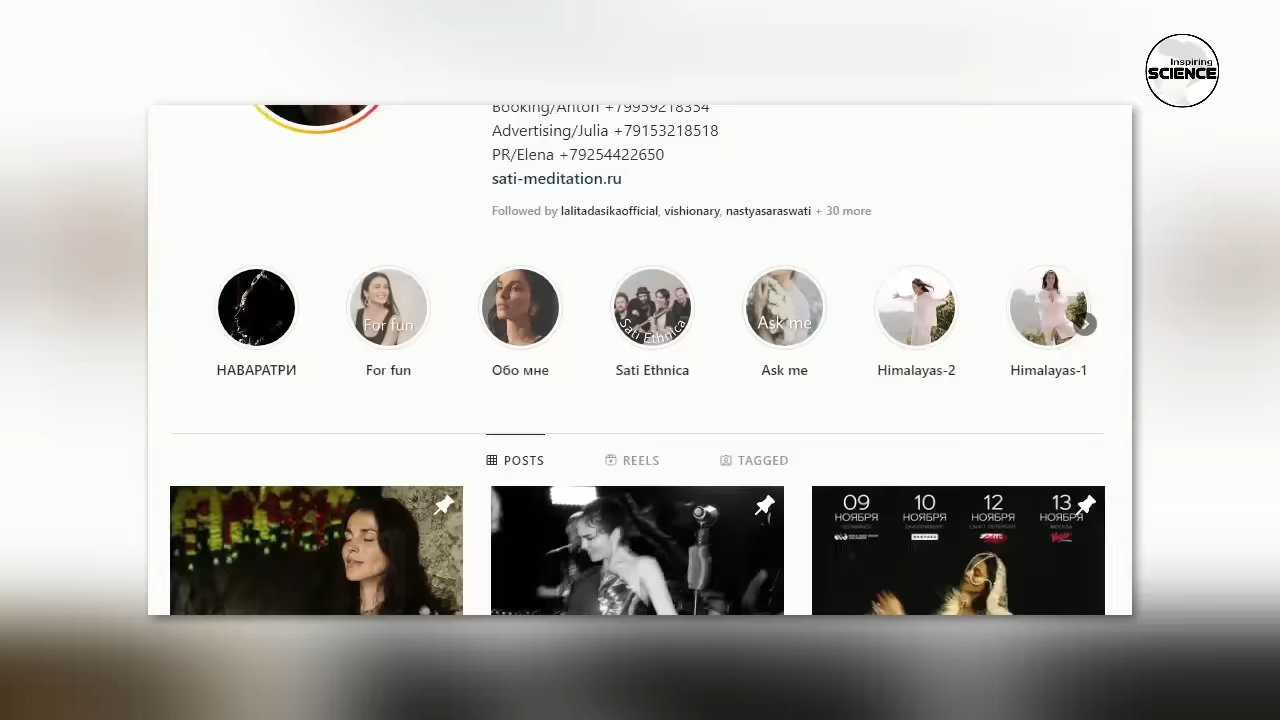 Inspiring
SCIENCE
Booking/Anton +79959218354
Advertising/Julia +79153218518
PR/Elena +79254422650
sati-meditation.ru
Followed by lalitadasikaofficial, vishionary, nastyasaraswati + 30 more
For fun
Sati Ethnica
Ask me
НАВАРАТРИ
For fun
Обо мне
Sati Ethnica
Ask me
Himalayas-2
Himalayas-1
POSTS
REELS
TAGGED
09 10 12 13
НОЯБРЯ НОЯБРЯ НОЯБРЯ НОЯБРЯ